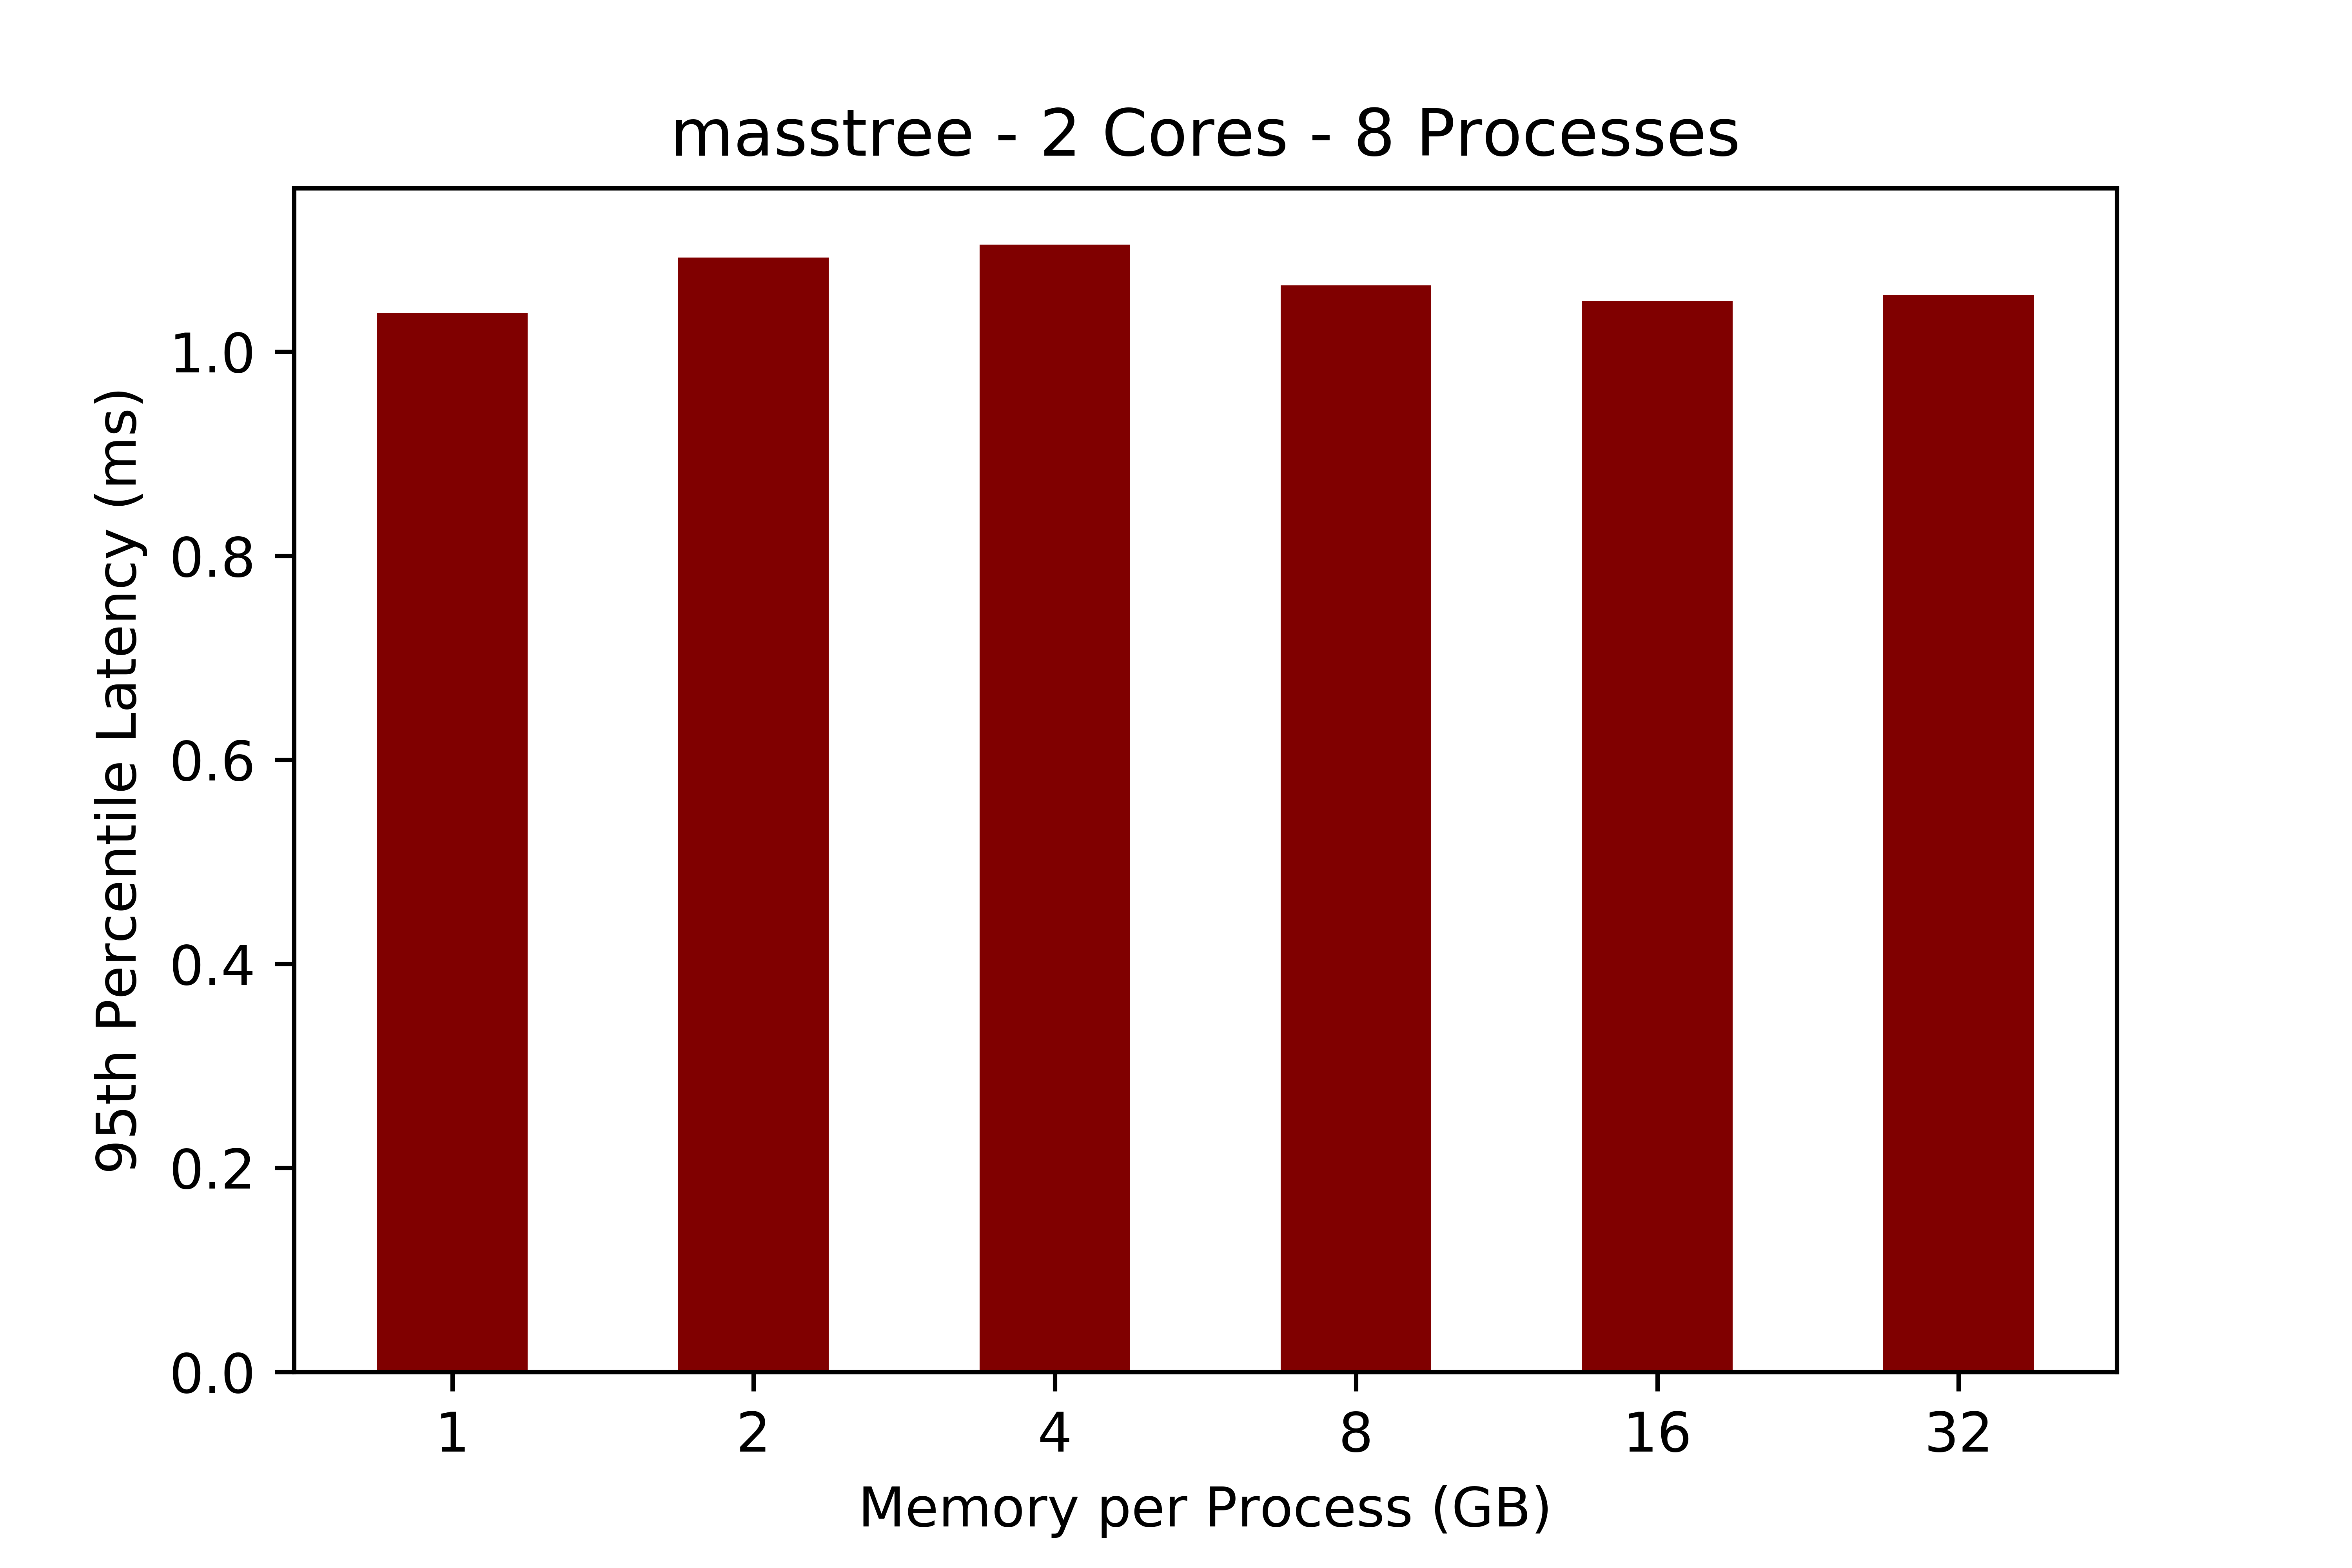 masstree - 2 Cores - 8 Processes
95th Percentile Latency (ms)
1.0
0.8
0.6
0.4
0.2
0.0
1 2 4 8 16 32
Memory per Process (GB)